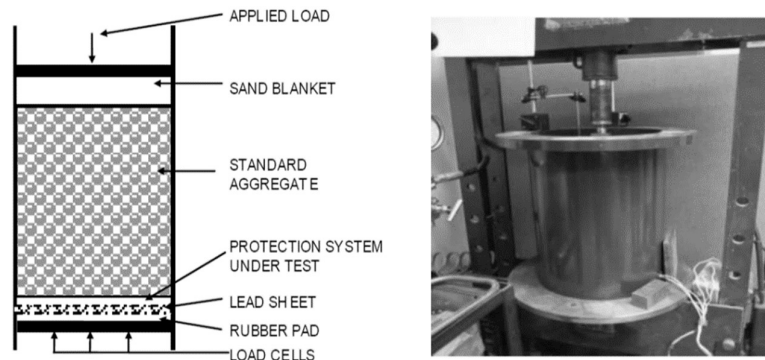 APPLIED LOAD
SAND BLANKET
STANDARD
AGGREGATE
PROTECTION SYSTEM
UNDER TEST
LEAD SHEET
RUBBER PAD
LOAD CELLS